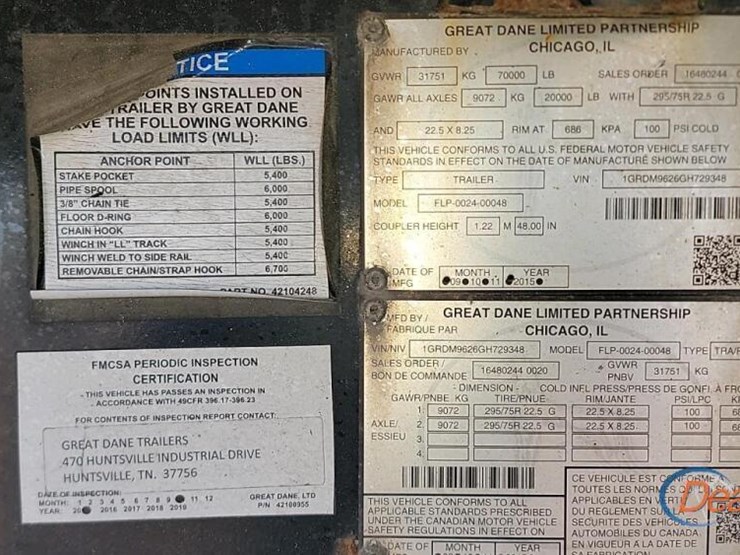 TICE
OINTS INSTALLED ON
TRAILER BY GREAT DANE
THE FOLLOWING WORKING
LOAD LIMITS (WLL):
ANCHOR POINT WLL (LBS.)
STAKE POCKET 5,400
PIPE SPOOL 6,000
3/8" CHAIN TIE 5,400
FLOOR D-RING 6,000
CHAIN HOOK 5,400
WINCH IN "LL" TRACK 5,400
WINCH WELD TO SIDE RAIL 5,400
REMOVABLE CHAIN/STRAP HOOK 6,700
PART NO. 42104248
FMCSA PERIODIC INSPECTION
CERTIFICATION
THIS VEHICLE HAS PASSES AN INSPECTION IN
ACCORDANCE WITH 49CFR 396.17-396.23
FOR CONTENTS OF INSPECTION REPORT CONTACT:
GREAT DANE TRAILERS
470 HUNTSVILLE INDUSTRIAL DRIVE
HUNTSVILLE, TN. 37756
DATE OF INSPECTION:
MONTH: 1 2 3 4 5 6 7 8 9 11 12
YEAR: 20 2016 2017 2018 2019
GREAT DANE, LTD
P/N 42108955
GREAT DANE LIMITED PARTNERSHIP
MANUFACTURED BY CHICAGO, IL
GVWR 31751 KG 70000 LB SALES ORDER 16480244
GAWR ALL AXLES 9072 KG 20000 LB WITH 295/75R 22.5 G
AND 22.5 X 8.25 RIM AT 686 KPA 100 PSI COLD
THIS VEHICLE CONFORMS TO ALL U.S. FEDERAL MOTOR VEHICLE SAFETY
STANDARDS IN EFFECT ON THE DATE OF MANUFACTURE SHOWN BELOW
TYPE TRAILER VIN 1GRDM9626GH729348
MODEL FLP-0024-00048
COUPLER HEIGHT 1.22 M 48.00 IN
DATE OF MFG MONTH YEAR
09 10 11 2015
GREAT DANE LIMITED PARTNERSHIP
MFD BY /
FABRIQUE PAR CHICAGO, IL
VIN/NIV 1GRDM9626GH729348 MODEL FLP-0024-00048 TYPE TRA
SALES ORDER /
BON DE COMMANDE 16480244 0020 GVWR PNBV 31751 KG
- DIMENSION - COLD INFL PRESS/PRESS DE GONFL A FRO
GAWR/PNBE KG TIRE/PNUE RIM/JANTE PSI/LPC
AXLE/ ESSIEU
1. 9072 295/75R 22.5 G 22.5 X 8.25 100
2. 9072 295/75R 22.5 G 22.5 X 8.25 100
3.
4.
THIS VEHICLE CONFORMS TO ALL
APPLICABLE STANDARDS PRESCRIBED
UNDER THE CANADIAN MOTOR VEHICLE
SAFETY REGULATIONS IN EFFECT ON
DATE OF MONTH YEAR
CE VEHICULE EST CONFORME A
TOUTES LES NORMES
APPLICABLES EN VERTU
DU REGLEMENT SUR LA
SECURITE DES VEHICULES
AUTOMOBILES DU CANADA
EN VIGUEUR A LA DATE DE
SA FABRICATION